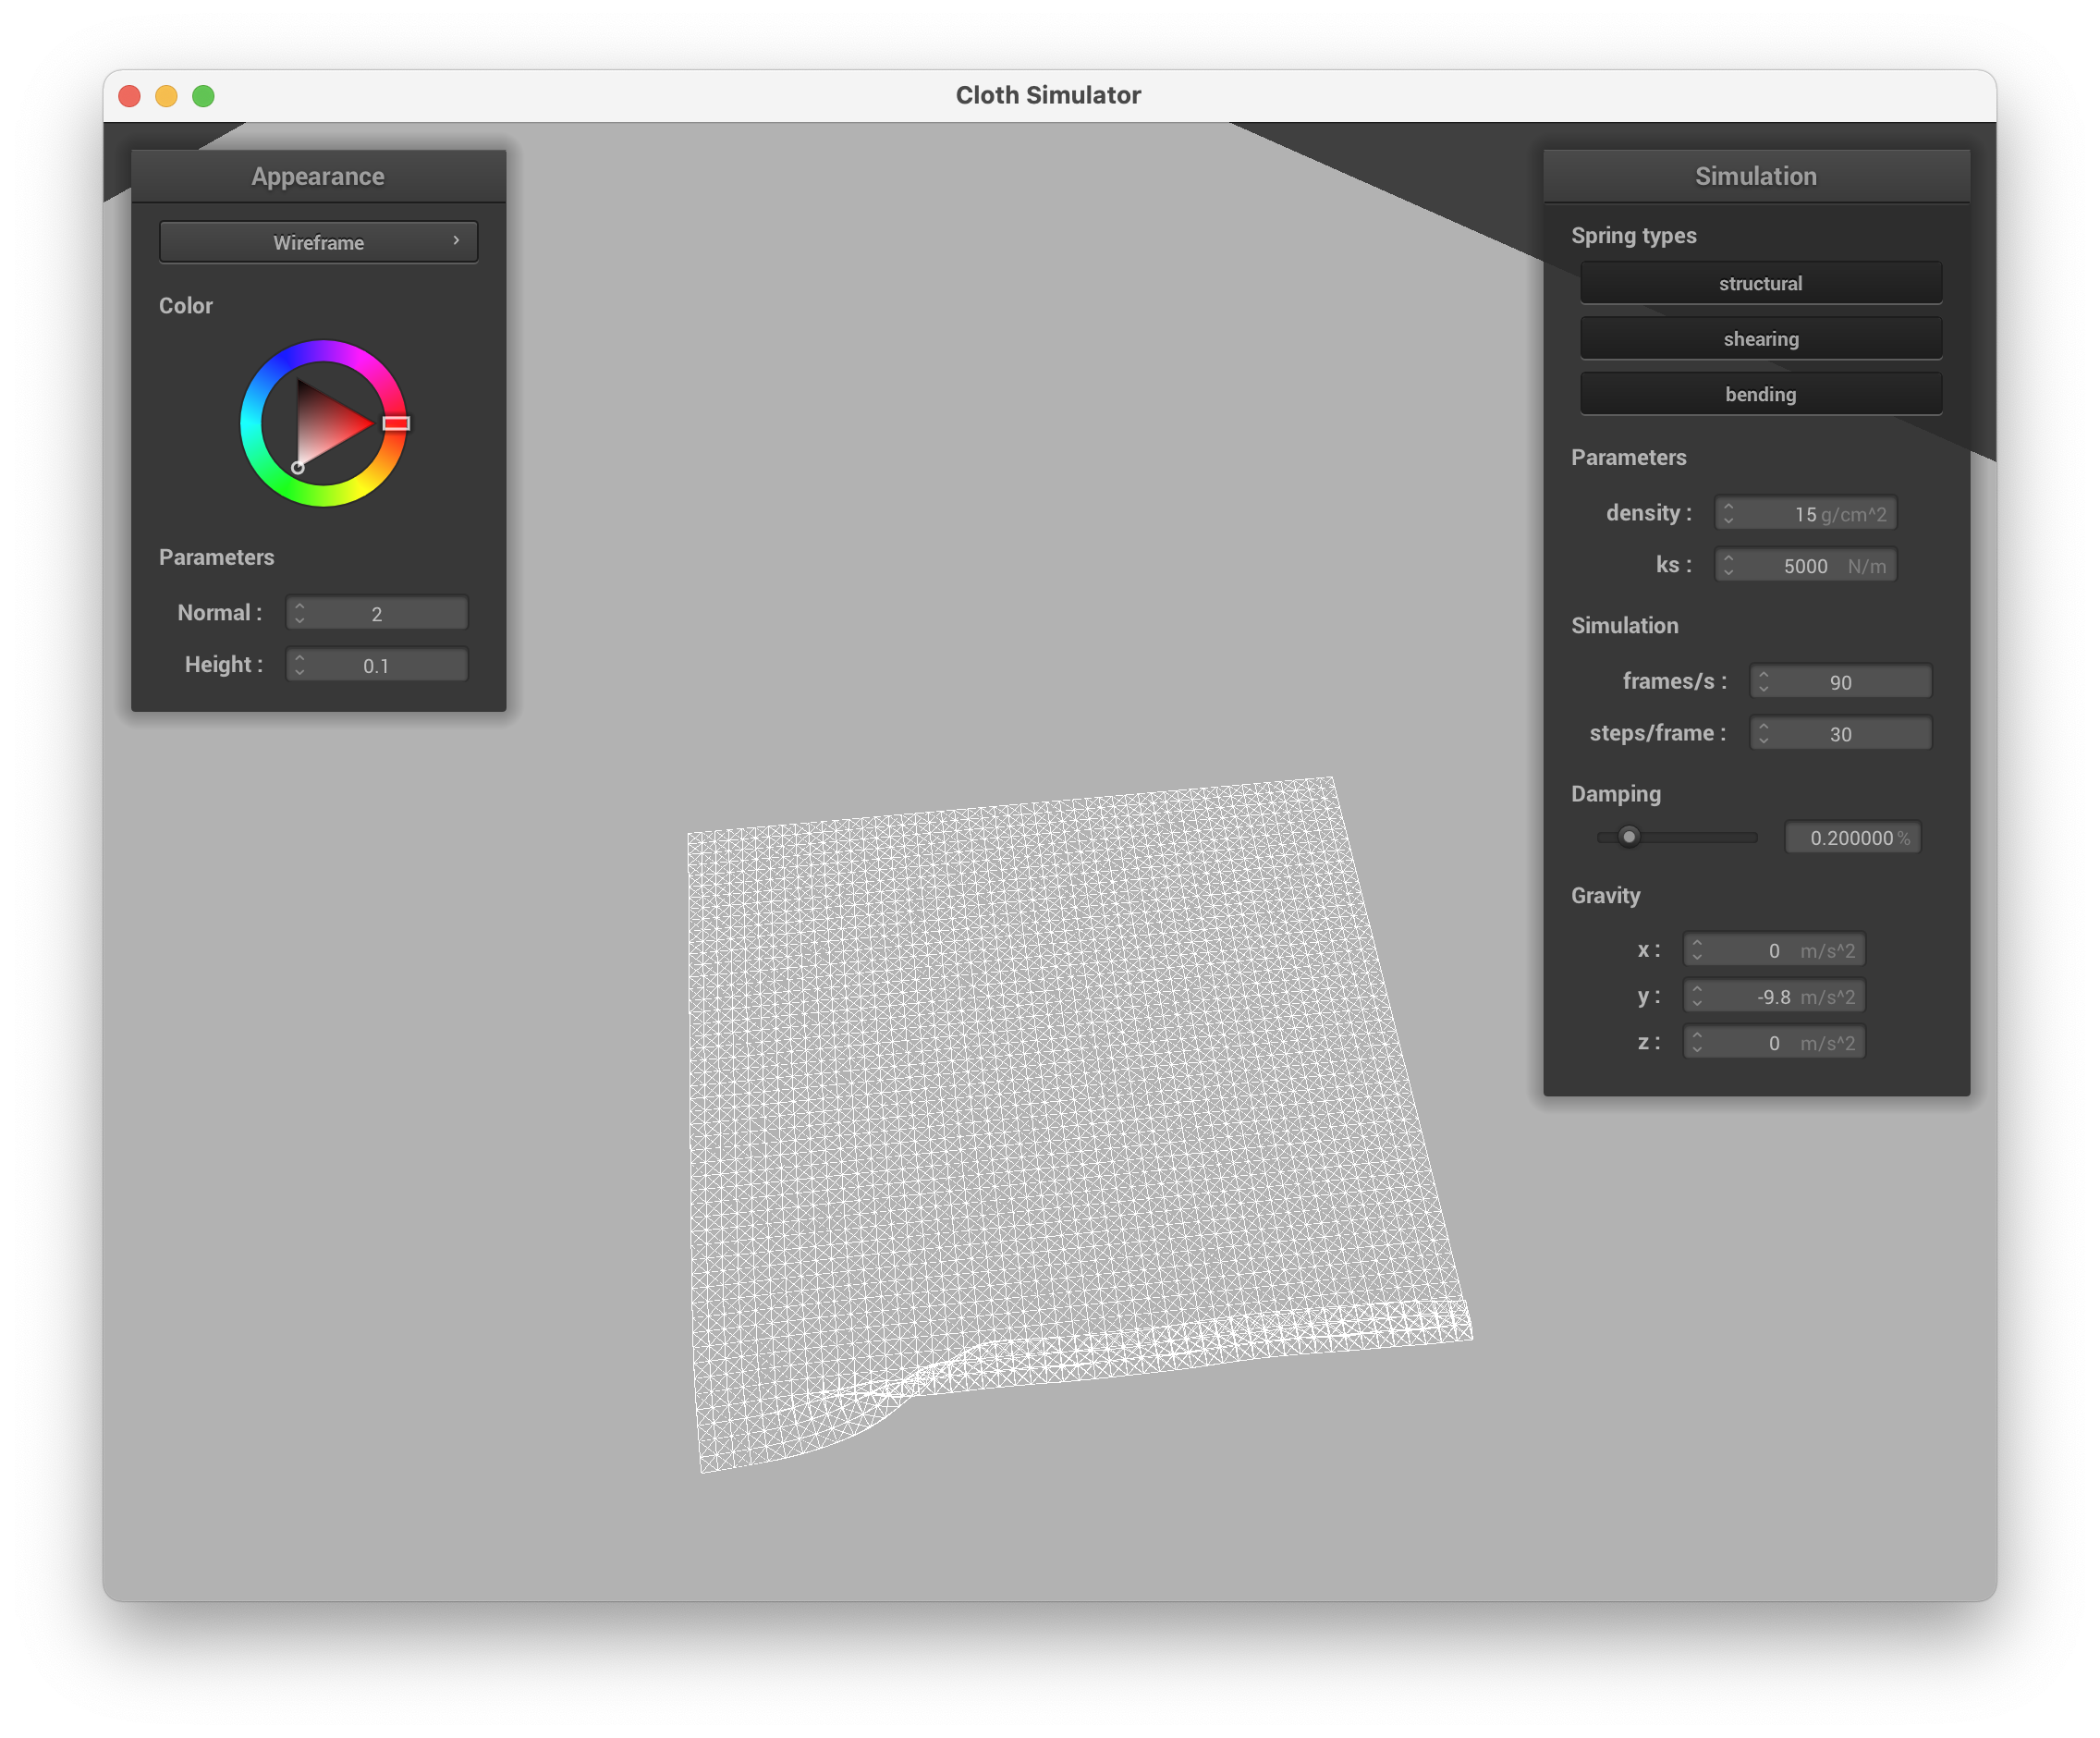 Cloth Simulator
Appearance
Wireframe
Color
Parameters
Normal : 2
Height : 0.1
Simulation
Spring types
structural
shearing
bending
Parameters
density : 15 g/cm^2
ks : 5000 N/m
Simulation
frames/s : 90
steps/frame : 30
Damping
0.200000 %
Gravity
x : 0 m/s^2
y : -9.8 m/s^2
z : 0 m/s^2